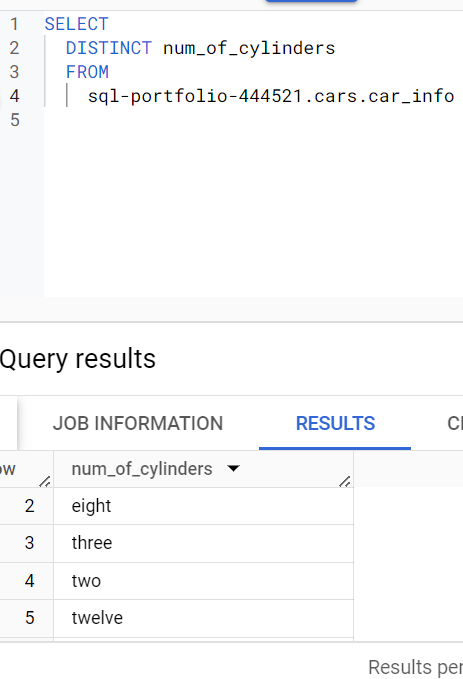 1 SELECT
2 DISTINCT num_of_cylinders
3 FROM
4 sql-portfolio-444521.cars.car_info
5
Query results
JOB INFORMATION RESULTS
ow num_of_cylinders
2 eight
3 three
4 two
5 twelve
Results per